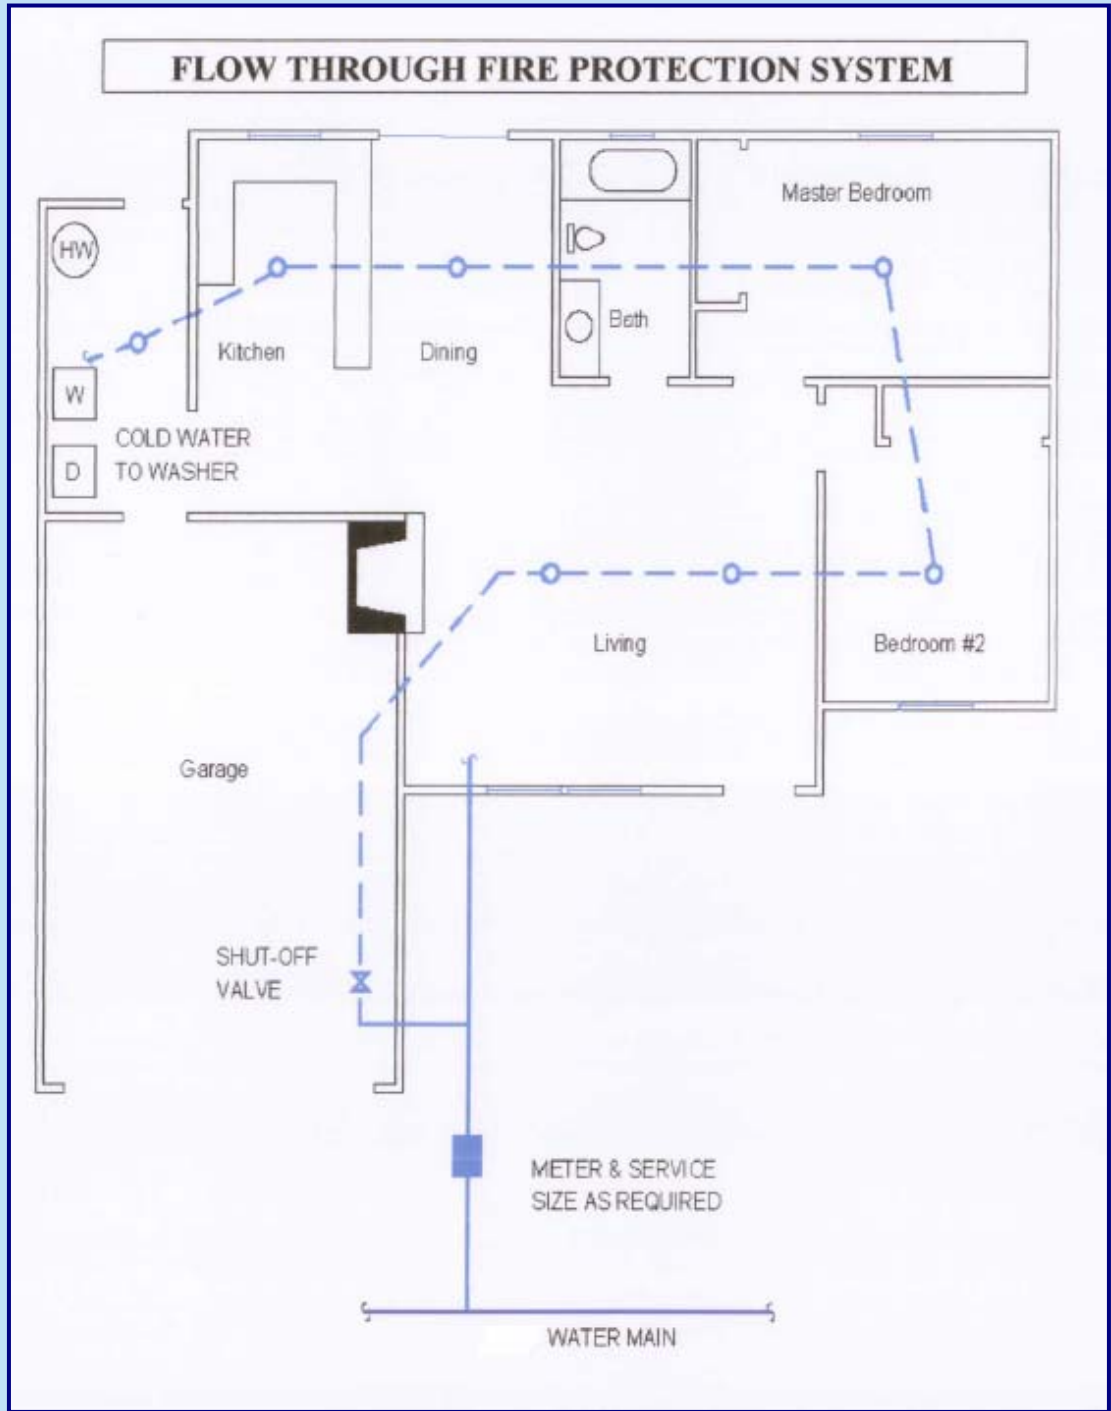 FLOW THROUGH FIRE PROTECTION SYSTEM
Master Bedroom
HW
Bath
Kitchen
Dining
W
COLD WATER
TO WASHER
D
Living
Bedroom #2
Garage
SHUT-OFF
VALVE
METER & SERVICE
SIZE AS REQUIRED
WATER MAIN